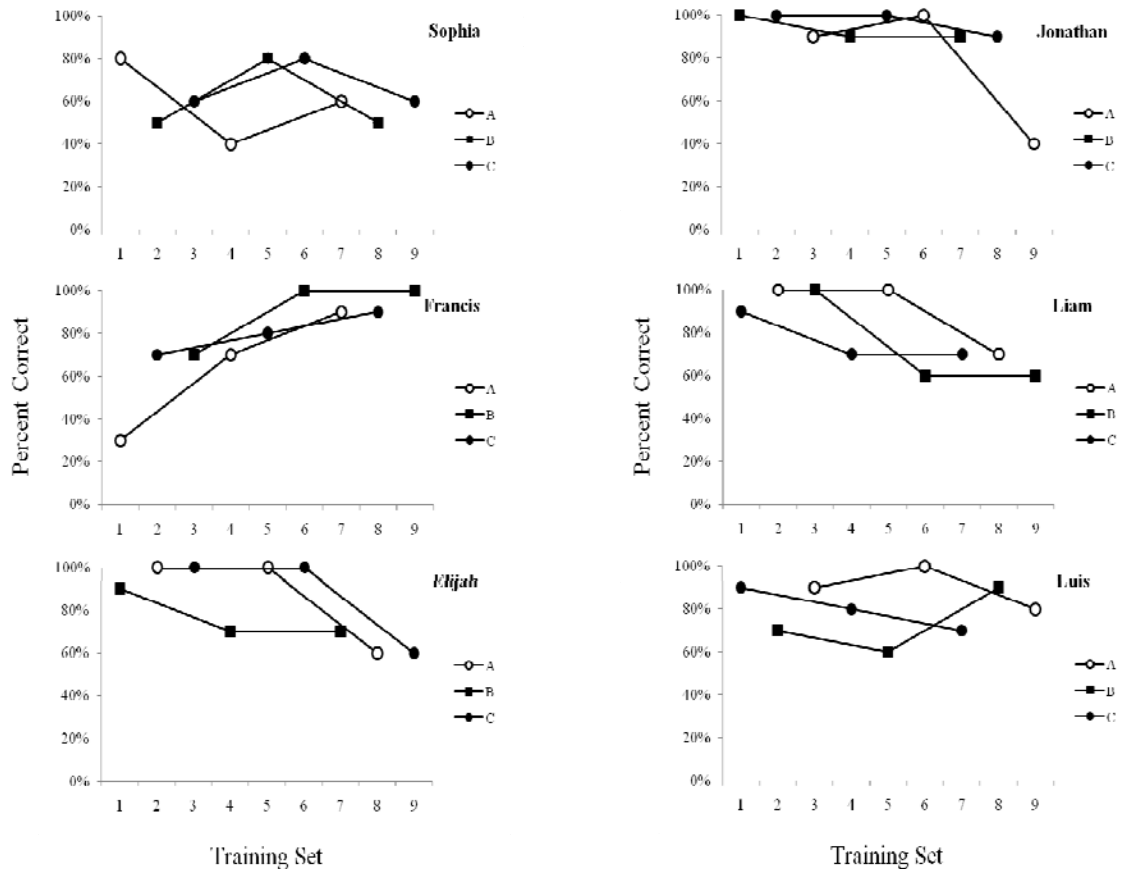 Sophia
100%
80%
60%
40%
20%
0%
A
B
C
1 2 3 4 5 6 7 8 9
Jonathan
100%
80%
60%
40%
20%
0%
A
B
C
1 2 3 4 5 6 7 8 9
Percent Correct
Francis
100%
80%
60%
40%
20%
0%
A
B
C
1 2 3 4 5 6 7 8 9
Percent Correct
Liam
100%
80%
60%
40%
20%
0%
A
B
C
1 2 3 4 5 6 7 8 9
Elijah
100%
80%
60%
40%
20%
0%
A
B
C
1 2 3 4 5 6 7 8 9
Training Set
Luis
100%
80%
60%
40%
20%
0%
A
B
C
1 2 3 4 5 6 7 8 9
Training Set